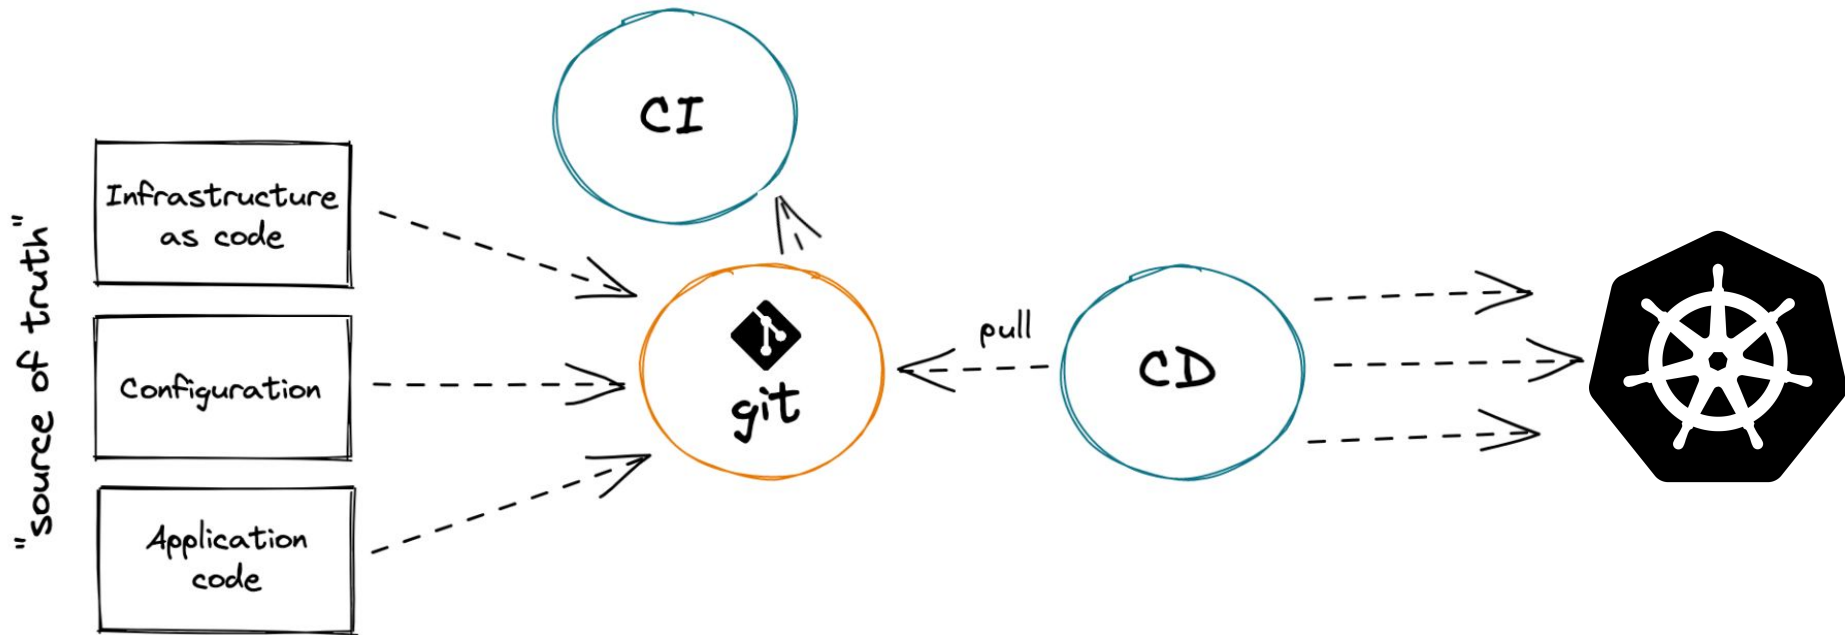 CI
Infrastructure
as code
"source of truth"
Configuration
Application
code
git
pull
CD